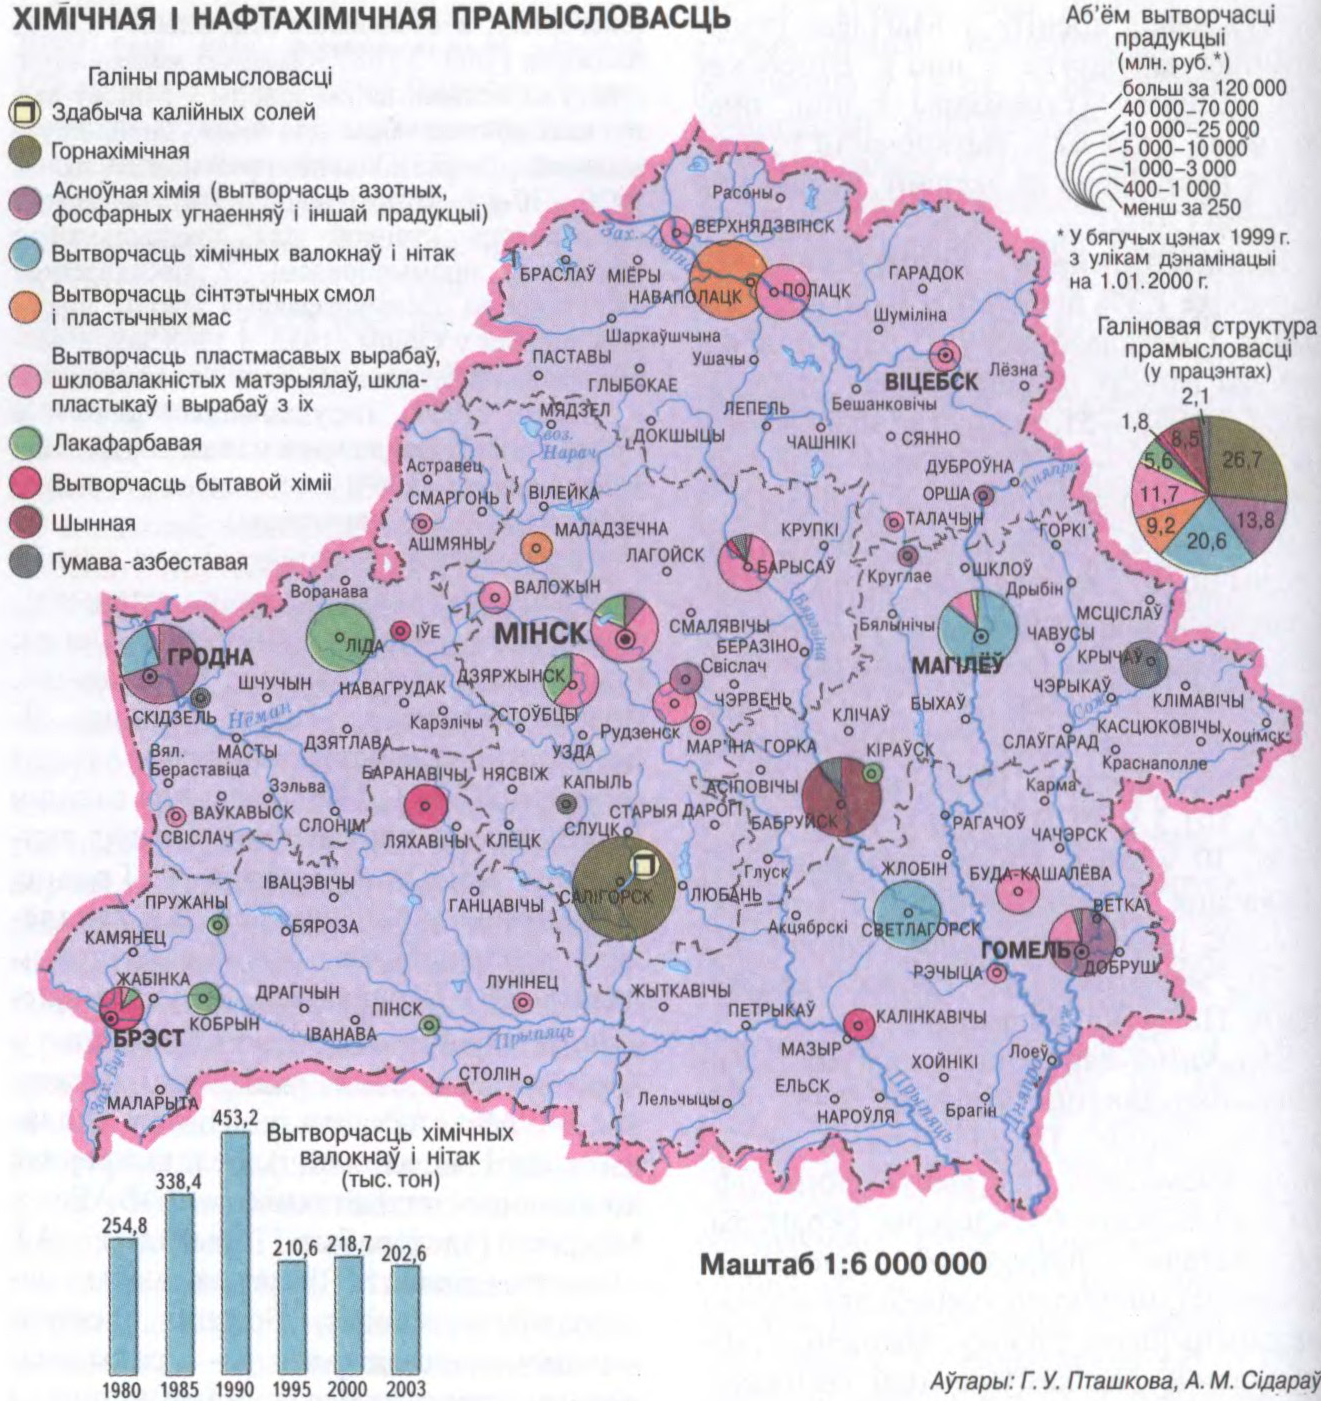 ХІМІЧНАЯ І НАФТАХІМІЧНАЯ ПРАМЫСЛОВАСЦЬ
Галіны прамысловасці
Здабыча калійных солей
Горнахімічная
Асноўная хімія (вытворчасць азотных,
фосфарных угнаенняў і іншай прадукцыі)
Вытворчасць хімічных валокнаў і нітак
Вытворчасць сінтэтычных смол
і пластычных мас
Вытворчасць пластмасавых вырабаў,
шкловалакністых матэрыялаў, шкла-
пластыкаў і вырабаў з іх
Лакафарбавая
Вытворчасць бытавой хіміі
Шынная
Гумава-азбеставая
Аб’ём вытворчасці
прадукцыі
(млн. руб.*)
больш за 120 000
40 000–70 000
10 000–25 000
5 000–10 000
1 000–3 000
400–1 000
менш за 250
* У бягучых цэнах 1999 г.
з улікам дэнамінацыі
на 1.01.2000 г.
Галіновая структура
прамысловасці
(у працэнтах)
2,1
1,8
8,5
26,7
5,6
11,7
13,8
9,2
20,6
Расоны
Зах. Дзвіна
ВЕРХНЯДЗВІНСК
БРАСЛАЎ
МІЁРЫ
НАВАПОЛАЦК
ПОЛАЦК
ГАРАДОК
Шуміліна
Шаркаўшчына
Ушачы
ПАСТАВЫ
ГЛЫБОКАЕ
ВІЦЕБСК
Лёзна
Бешанковічы
МЯДЗЕЛ
воз.
Нарач
ДОКШЫЦЫ
ЛЕПЕЛЬ
ЧАШНІКІ
СЯННО
Астравец
СМАРГОНЬ
ВІЛЕЙКА
ДУБРОЎНА
Дняпро
ОРША
АШМЯНЫ
МАЛАДЗЕЧНА
ЛАГОЙСК
КРУПКІ
ТАЛАЧЫН
ГОРКІ
БАРЫСАЎ
Круглае
ШКЛОЎ
Дрыбін
Воранава
ВАЛОЖЫН
Бярэзіна
МСЦІСЛАЎ
ЛІДА
ІЎЕ
МІНСК
СМАЛЯВІЧЫ
БЕРАЗІНО
Бялынічы
МАГІЛЁЎ
ЧАВУСЫ
КРЫЧАЎ
ГРОДНА
ШЧУЧЫН
НАВАГРУДАК
ДЗЯРЖЫНСК
Свіслач
ЧЭРВЕНЬ
ЧЭРЫКАЎ
КЛІМАВІЧЫ
СКІДЗЕЛЬ
Нёман
Карэлічы
СТОЎБЦЫ
Рудзенск
КЛІЧАЎ
БЫХАЎ
Сож
КАСЦЮКОВІЧЫ
Хоцімск
МАСТЫ
ДЗЯТЛАВА
УЗДА
МАР’ІНА ГОРКА
КІРАЎСК
СЛАЎГАРАД
Краснаполле
Вял.
Бераставіца
БАРАНАВІЧЫ
НЯСВІЖ
КАПЫЛЬ
АСІПОВІЧЫ
Карма
Зэльва
ВАЎКАВЫСК
СВІСЛАЧ
СЛОНІМ
ЛЯХАВІЧЫ
КЛЕЦК
СЛУЦК
СТАРЫЯ ДАРОГІ
БАБРУЙСК
РАГАЧОЎ
ЧАЧЭРСК
ІВАЦЭВІЧЫ
ГАНЦАВІЧЫ
САЛІГОРСК
ЛЮБАНЬ
Глуск
ЖЛОБІН
БУДА-КАШАЛЁВА
ПРУЖАНЫ
БЯРОЗА
Акцябрскі
СВЕТЛАГОРСК
ВЕТКА
КАМЯНЕЦ
ГОМЕЛЬ
ДОБРУШ
ЖАБІНКА
ДРАГІЧЫН
ПІНСК
ЛУНІНЕЦ
ЖЫТКАВІЧЫ
РЭЧЫЦА
БРЭСТ
КОБРЫН
ІВАНАВА
Прыпяць
ПЕТРЫКАЎ
КАЛІНКАВІЧЫ
МАЗЫР
Зах. Буг
МАЛАРЫТА
СТОЛІН
Лельчыцы
ЕЛЬСК
НАРОЎЛЯ
ХОЙНІКІ
Лоеў
Брагін
Прыпяць
Дняпро
Сож
Вытворчасць хімічных
валокнаў і нітак
(тыс. тон)
254,8
338,4
453,2
210,6
218,7
202,6
1980
1985
1990
1995
2000
2003
Маштаб 1:6 000 000
Аўтары: Г. К. Пташкова, А. М. Сідараў